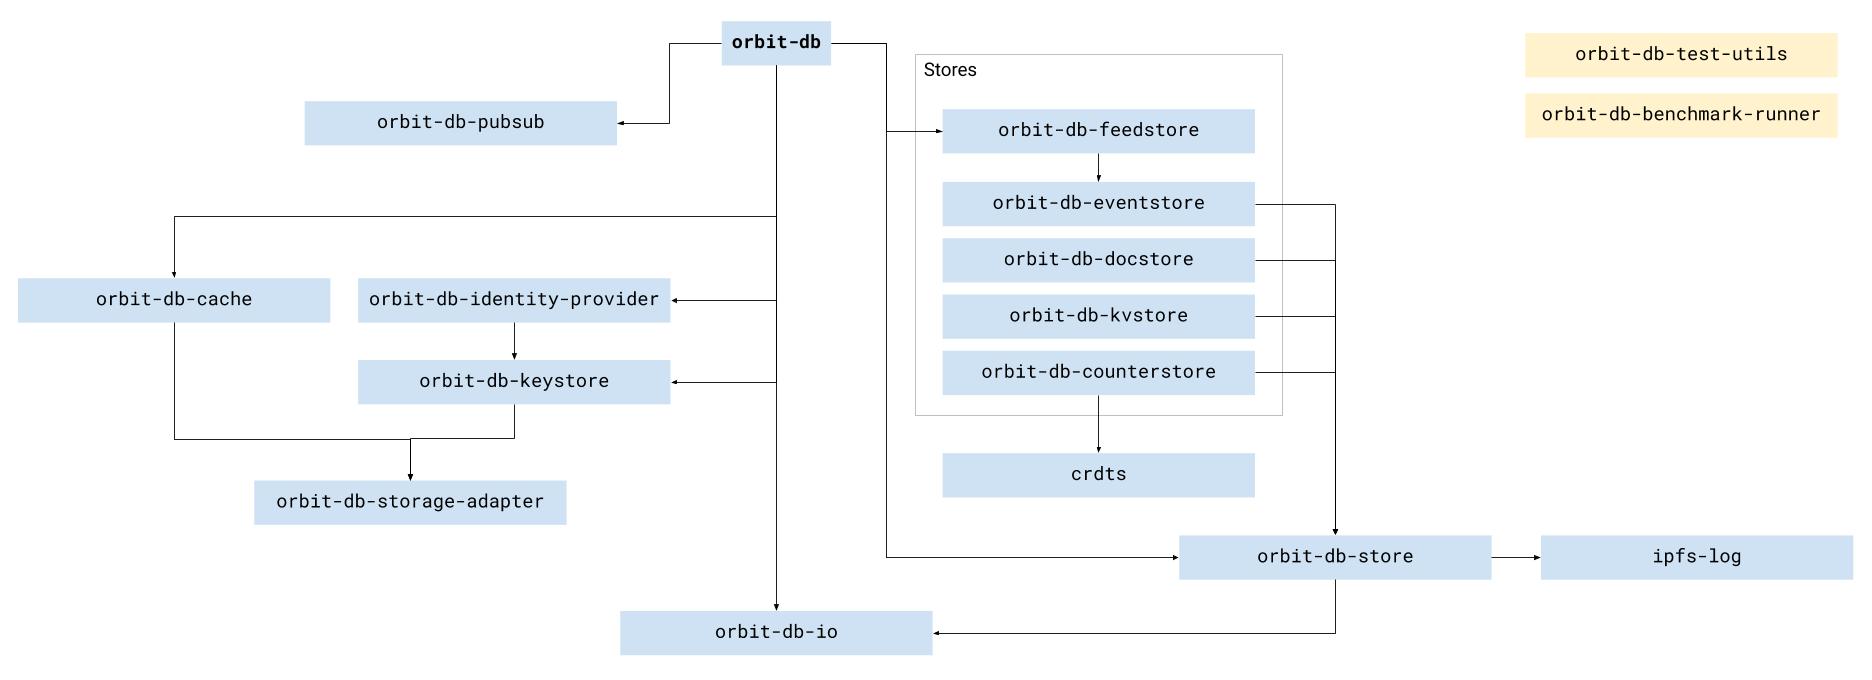 orbit-db
orbit-db-test-utils
Stores
orbit-db-benchmark-runner
orbit-db-pubsub
orbit-db-feedstore
orbit-db-eventstore
orbit-db-docstore
orbit-db-cache
orbit-db-identity-provider
orbit-db-kvstore
orbit-db-keystore
orbit-db-counterstore
crdts
orbit-db-storage-adapter
orbit-db-store
ipfs-log
orbit-db-io